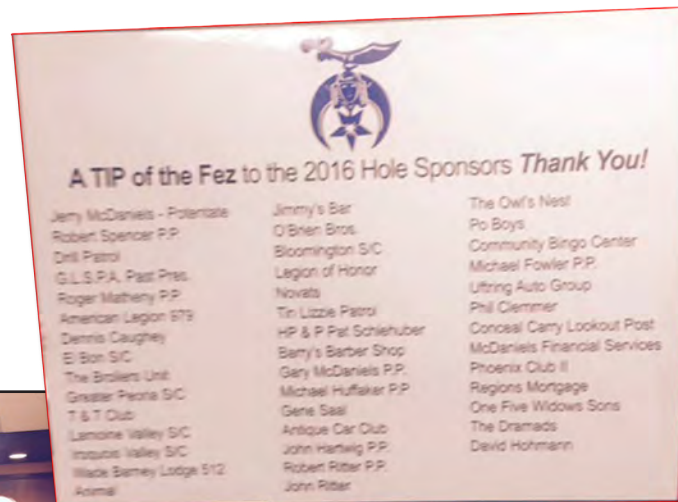 A TIP of the Fez to the 2016 Hole Sponsors Thank You!
Jerry McDaniels - Potentate
Robert Spencer P.P.
Drill Patrol
G.L.S.P.A. Past Pres.
Roger Matheny P.P.
American Legion 979
Dennis Caughey
El Bon S/C
The Broilers Unit
Greater Peoria S/C
T & T Club
Lamoine Valley S/C
Iroquois Valley S/C
Wade Barney Lodge 512
Animal
Jimmy's Bar
O'Brien Bros.
Bloomington S/C
Legion of Honor
Novats
Tin Lizzie Patrol
HP & P Pat Schlehuber
Barry's Barber Shop
Gary McDaniels P.P.
Michael Huffaker P.P
Gene Saal
Antique Car Club
John Hartwig P.P.
Robert Ritter P.P.
John Ritter
The Owl's Nest
Po Boys
Community Bingo Center
Michael Fowler P.P.
Uftring Auto Group
Phil Clemmer
Conceal Carry Lookout Post
McDaniels Financial Services
Phoenix Club II
Regions Mortgage
One Five Widows Sons
The Dramads
David Hohmann